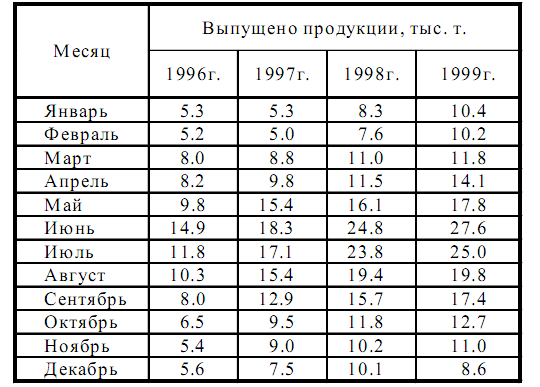 Месяц Выпущено продукции, тыс. т.
1996г. 1997г. 1998г. 1999г.
Январь 5.3 5.3 8.3 10.4
Февраль 5.2 5.0 7.6 10.2
Март 8.0 8.8 11.0 11.8
Апрель 8.2 9.8 11.5 14.1
Май 9.8 15.4 16.1 17.8
Июнь 14.9 18.3 24.8 27.6
Июль 11.8 17.1 23.8 25.0
Август 10.3 15.4 19.4 19.8
Сентябрь 8.0 12.9 15.7 17.4
Октябрь 6.5 9.5 11.8 12.7
Ноябрь 5.4 9.0 10.2 11.0
Декабрь 5.6 7.5 10.1 8.6